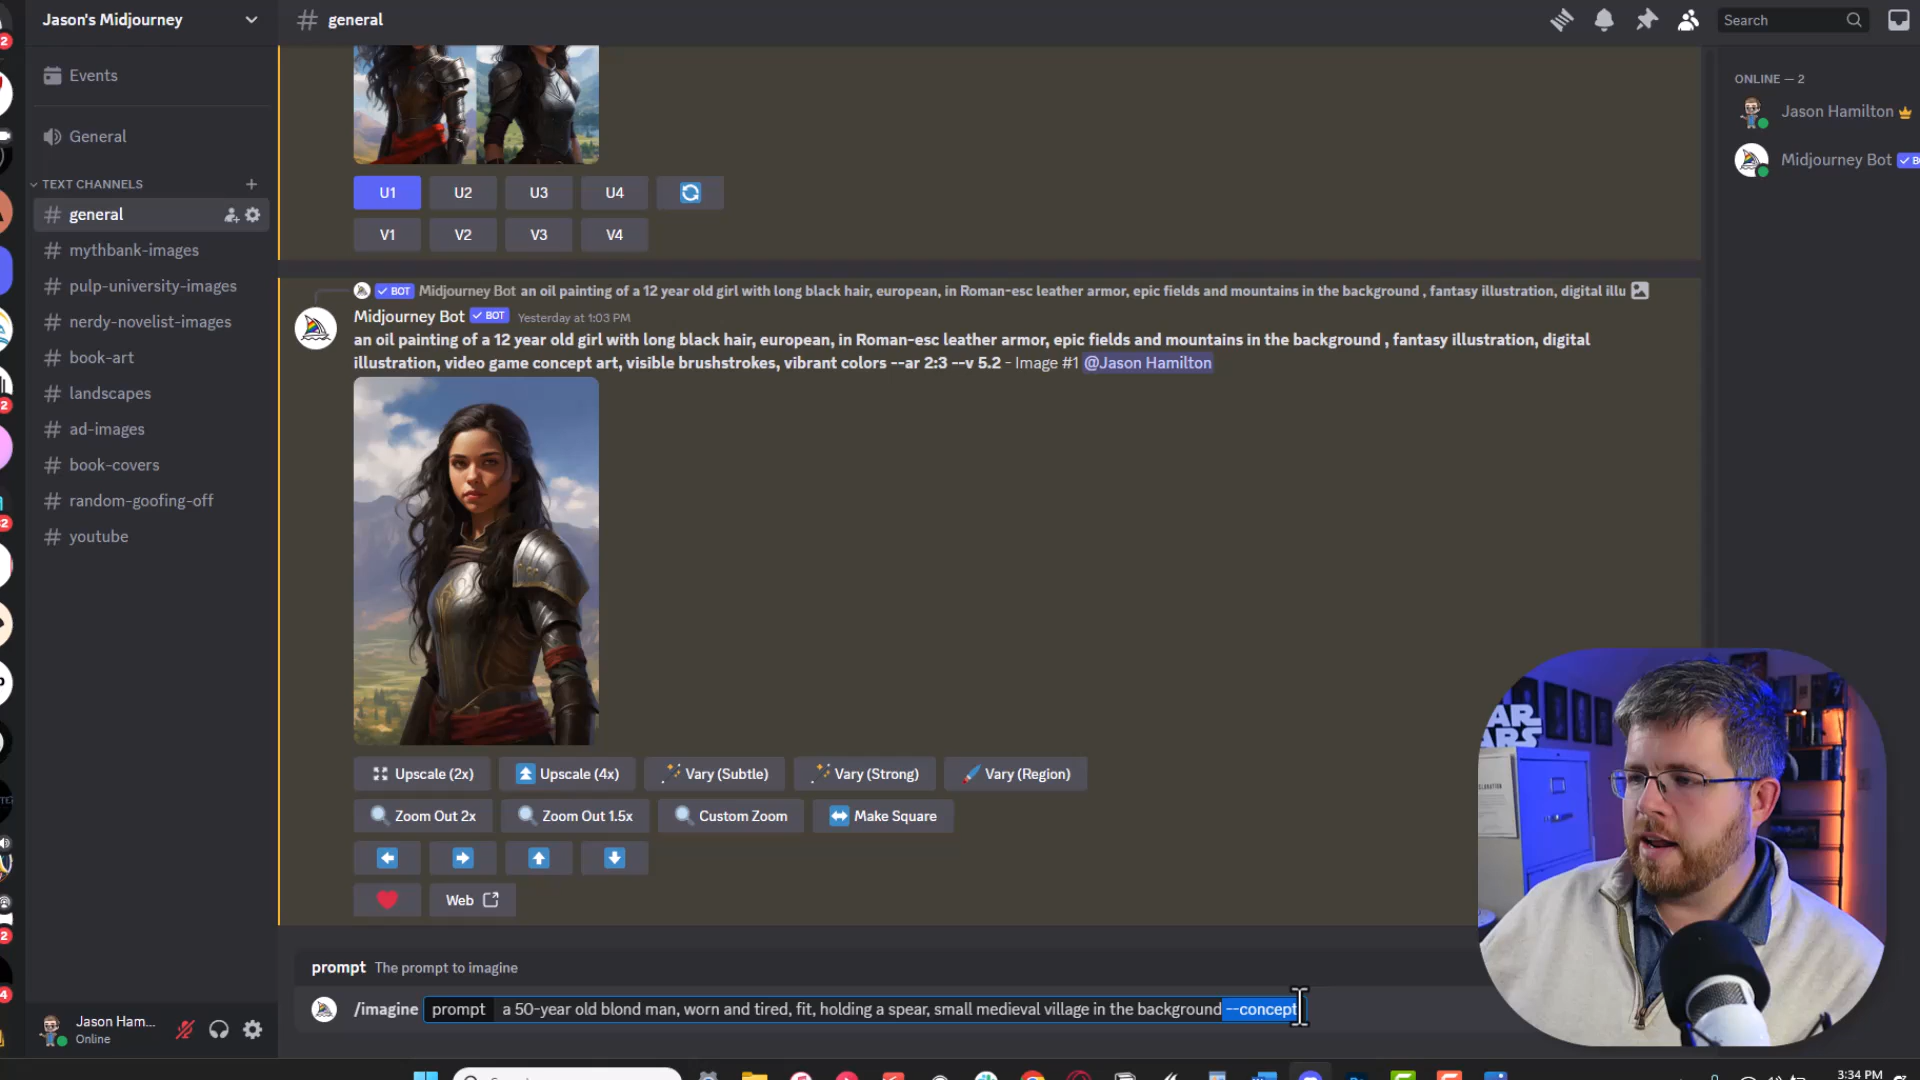 Jason's Midjourney
general
Search
Events
General
TEXT CHANNELS
general
mythbank-images
pulp-university-images
nerdy-novelist-images
book-art
landscapes
ad-images
book-covers
random-goofing-off
youtube
Jason Ham...
Online
U1 U2 U3 U4
V1 V2 V3 V4
BOT Midjourney Bot an oil painting of a 12 year old girl with long black hair, european, in Roman-esc leather armor, epic fields and mountains in the background , fantasy illustration, digital illu
Midjourney Bot BOT Yesterday at 1:03 PM
an oil painting of a 12 year old girl with long black hair, european, in Roman-esc leather armor, epic fields and mountains in the background , fantasy illustration, digital
illustration, video game concept art, visible brushstrokes, vibrant colors --ar 2:3 --v 5.2 - Image #1 @Jason Hamilton
Upscale (2x) Upscale (4x) Vary (Subtle) Vary (Strong) Vary (Region)
Zoom Out 2x Zoom Out 1.5x Custom Zoom Make Square
Web
prompt The prompt to imagine
/imagine prompt a 50-year old blond man, worn and tired, fit, holding a spear, small medieval village in the background --concept
ONLINE — 2
Jason Hamilton
Midjourney Bot
AR
ARS
3:34 PM